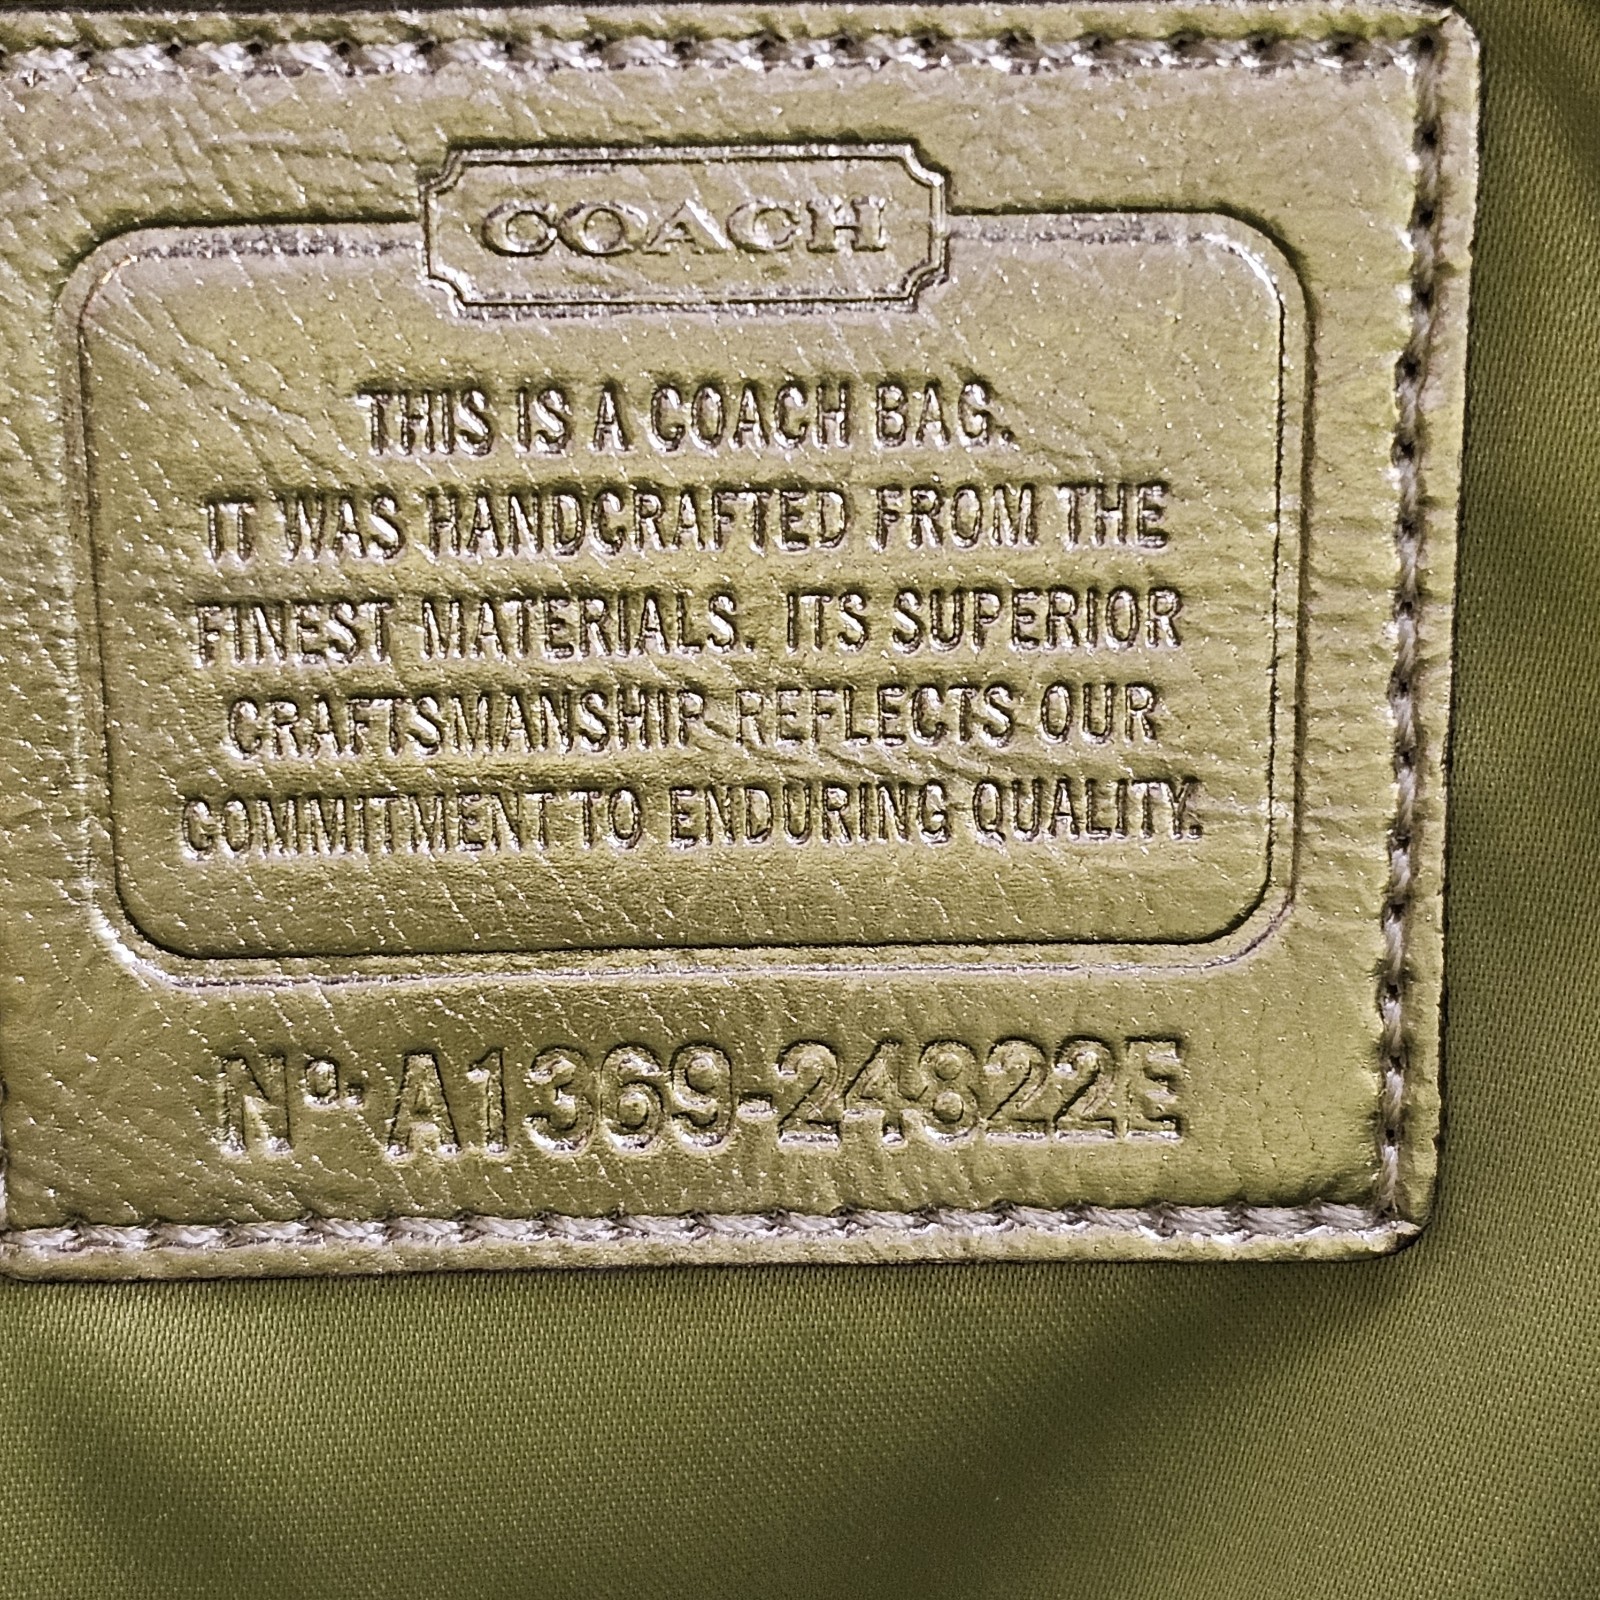 COACH
THIS IS A COACH BAG.
IT WAS HANDCRAFTED FROM THE
FINEST MATERIALS. ITS SUPERIOR
CRAFTSMANSHIP REFLECTS OUR
COMMITMENT TO ENDURING QUALITY.
Nº. A1369-24822E